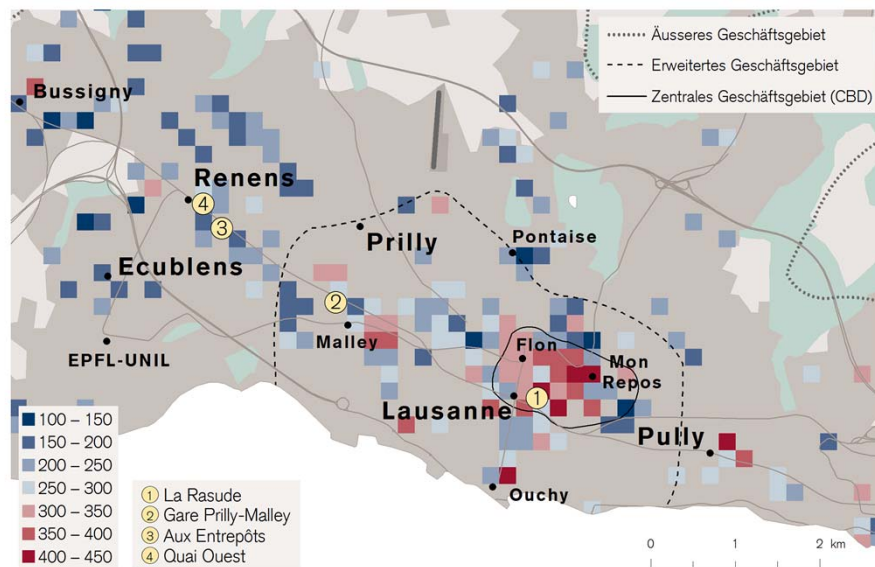 Äusseres Geschäftsgebiet
Erweitertes Geschäftsgebiet
Zentrales Geschäftsgebiet (CBD)
Bussigny
Renens
4
3
Prilly
Pontaise
Ecublens
2
Malley
EPFL-UNIL
Flon
Mon
Repos
1
Lausanne
Pully
Ouchy
100 – 150
150 – 200
200 – 250
250 – 300
300 – 350
350 – 400
400 – 450
1 La Rasude
2 Gare Prilly-Malley
3 Aux Entrepôts
4 Quai Ouest
0 1 2 km